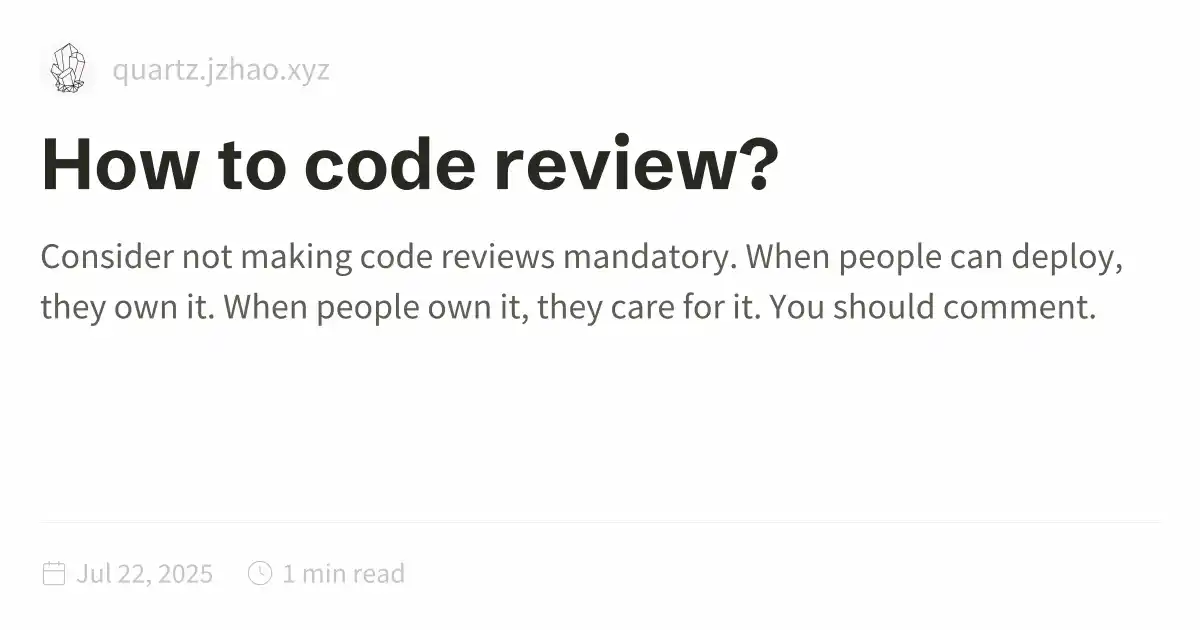 quartz.jzhao.xyz
How to code review?
Consider not making code reviews mandatory. When people can deploy,
they own it. When people own it, they care for it. You should comment.
Jul 22, 2025
1 min read